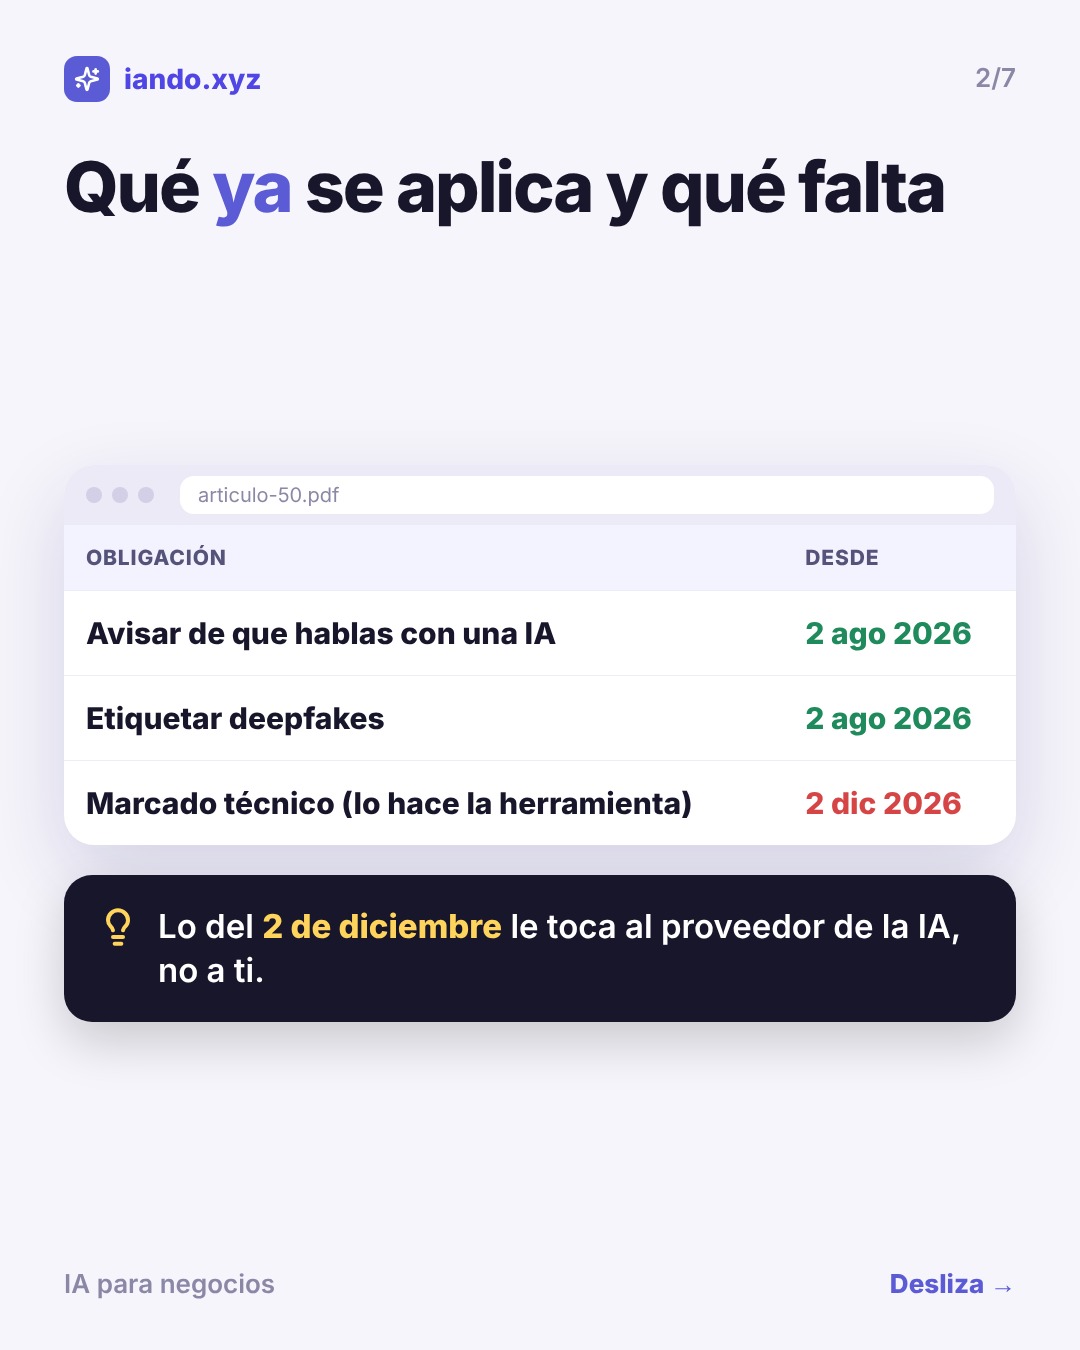 iando.xyz
2/7
Qué ya se aplica y qué falta
articulo-50.pdf
OBLIGACIÓN DESDE
Avisar de que hablas con una IA 2 ago 2026
Etiquetar deepfakes 2 ago 2026
Marcado técnico (lo hace la herramienta) 2 dic 2026
Lo del 2 de diciembre le toca al proveedor de la IA,
no a ti.
IA para negocios
Desliza →